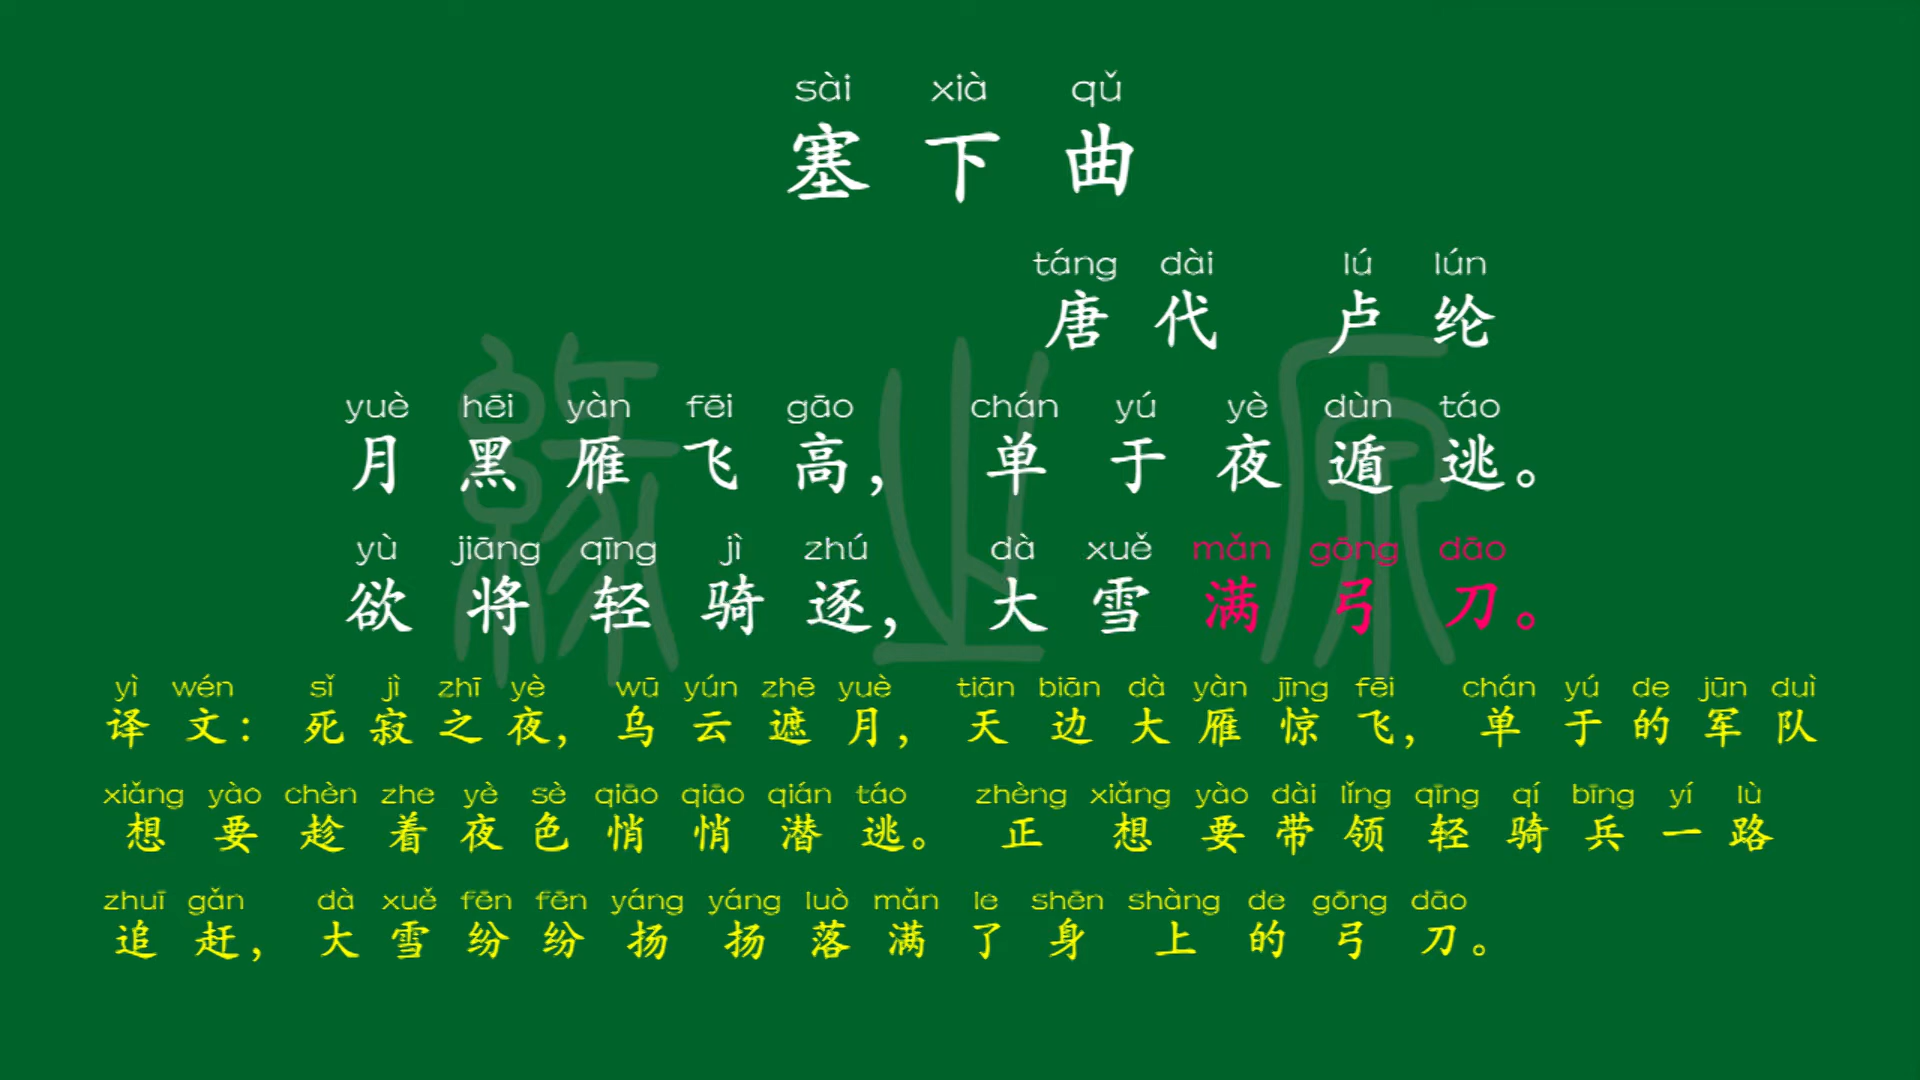 sài xià qǔ
塞下曲
táng dài lú lún
唐代 卢纶
yuè hēi yàn fēi gāo chán yú yè dùn táo
月黑雁飞高，单于夜遁逃。
yù jiāng qīng jì zhú dà xuě mǎn gōng dāo
欲将轻骑逐，大雪满弓刀。
yì wén sǐ jì zhī yè wū yún zhē yuè tiān biān dà yàn jīng fēi chán yú de jūn duì
译文：死寂之夜，乌云遮月，天边大雁惊飞，单于的军队
xiǎng yào chèn zhe yè sè qiāo qiāo qián táo zhèng xiǎng yào dài lǐng qīng qí bīng yí lù
想要趁着夜色悄悄潜逃。正想要带领轻骑兵一路
zhuī gǎn dà xuě fēn fēn yáng yáng luò mǎn le shēn shàng de gōng dāo
追赶，大雪纷纷扬扬落满了身上的弓刀。
緣业原